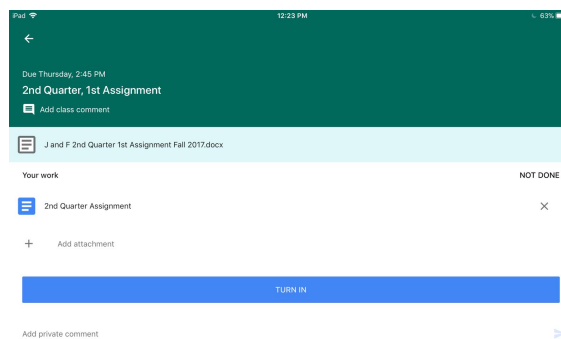 iPad 12:23 PM 63%
Due Thursday, 2:45 PM
2nd Quarter, 1st Assignment
Add class comment
J and F 2nd Quarter 1st Assignment Fall 2017.docx
Your work NOT DONE
2nd Quarter Assignment
Add attachment
TURN IN
Add private comment